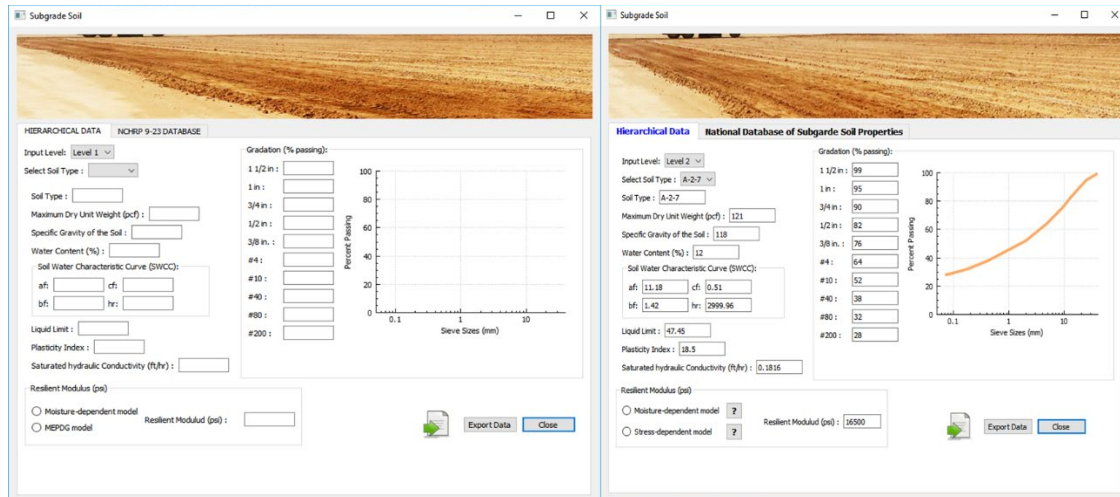 Subgrade Soil
HIERARCHICAL DATA NCHRP 9-23 DATABASE
Input Level: Level 1
Select Soil Type :
Soil Type :
Maximum Dry Unit Weight (pcf) :
Specific Gravity of the Soil :
Water Content (%) :
Soil Water Characteristic Curve (SWCC):
af: cf:
bf: hr:
Liquid Limit :
Plasticity Index :
Saturated hydraulic Conductivity (ft/hr) :
Gradation (% passing):
1 1/2 in :
1 in :
3/4 in :
1/2 in :
3/8 in. :
#4 :
#10 :
#40 :
#80 :
#200 :
Percent Passing
100
80
60
40
20
0
0.1 1 10
Sieve Sizes (mm)
Resilient Modulus (psi)
Moisture-dependent model
MEPDG model
Resilient Modulud (psi) :
Export Data Close
Subgrade Soil
Hierarchical Data National Database of Subgarde Soil Properties
Input Level: Level 2
Select Soil Type : A-2-7
Soil Type : A-2-7
Maximum Dry Unit Weight (pcf) : 121
Specific Gravity of the Soil : 118
Water Content (%) : 12
Soil Water Characteristic Curve (SWCC):
af: 11.18 cf: 0.51
bf: 1.42 hr: 2999.96
Liquid Limit : 47.45
Plasticity Index : 18.5
Saturated hydraulic Conductivity (ft/hr) : 0.1816
Gradation (% passing):
1 1/2 in : 99
1 in : 95
3/4 in : 90
1/2 in : 82
3/8 in : 76
#4 : 64
#10 : 52
#40 : 38
#80 : 32
#200 : 28
Percent Passing
100
80
60
40
20
0
0.1 1 10
Sieve Sizes (mm)
Resilient Modulus (psi)
Moisture-dependent model ?
Stress-dependent model ?
Resilient Modulud (psi) : 16500
Export Data Close